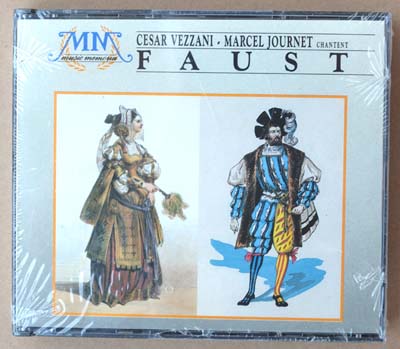 MM
music memoria
CESAR VEZZANI - MARCEL JOURNET CHANTENT
FAUST